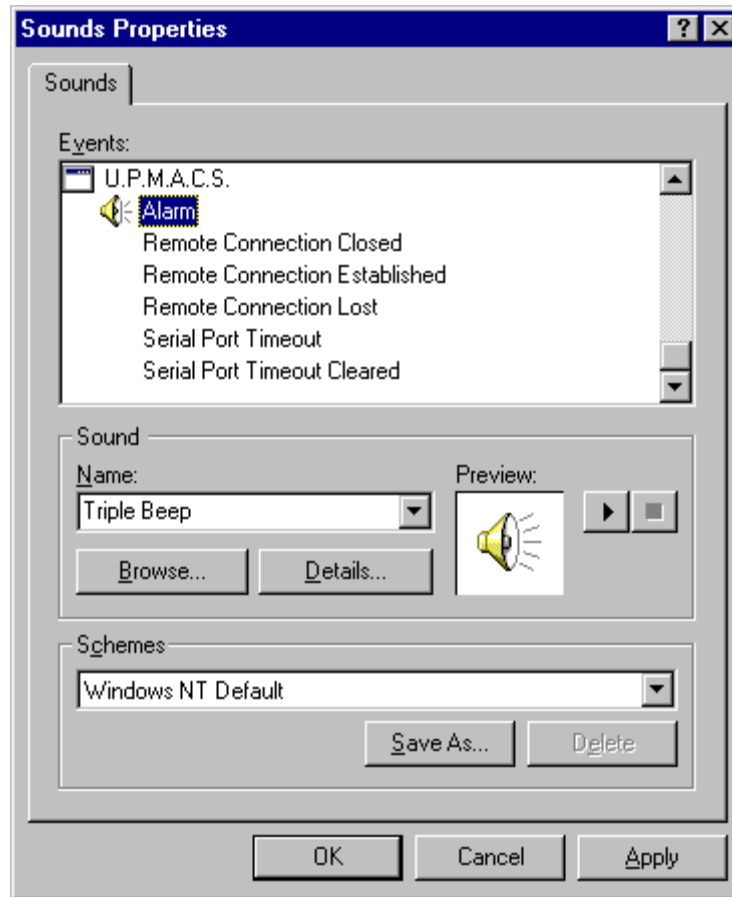 Sounds Properties
Sounds
Events:
U.P.M.A.C.S.
Alarm
Remote Connection Closed
Remote Connection Established
Remote Connection Lost
Serial Port Timeout
Serial Port Timeout Cleared
Sound
Name:
Preview:
Triple Beep
Browse...
Details...
Schemes
Windows NT Default
Save As...
Delete
OK
Cancel
Apply